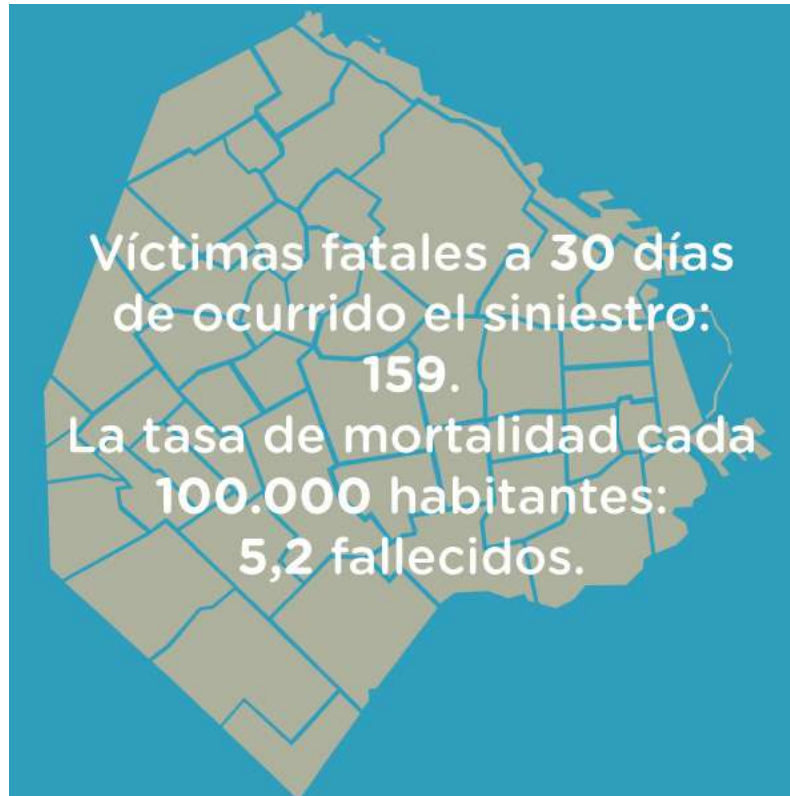 Víctimas fatales a 30 días
de ocurrido el siniestro:
159.
La tasa de mortalidad cada
100.000 habitantes:
5,2 fallecidos.